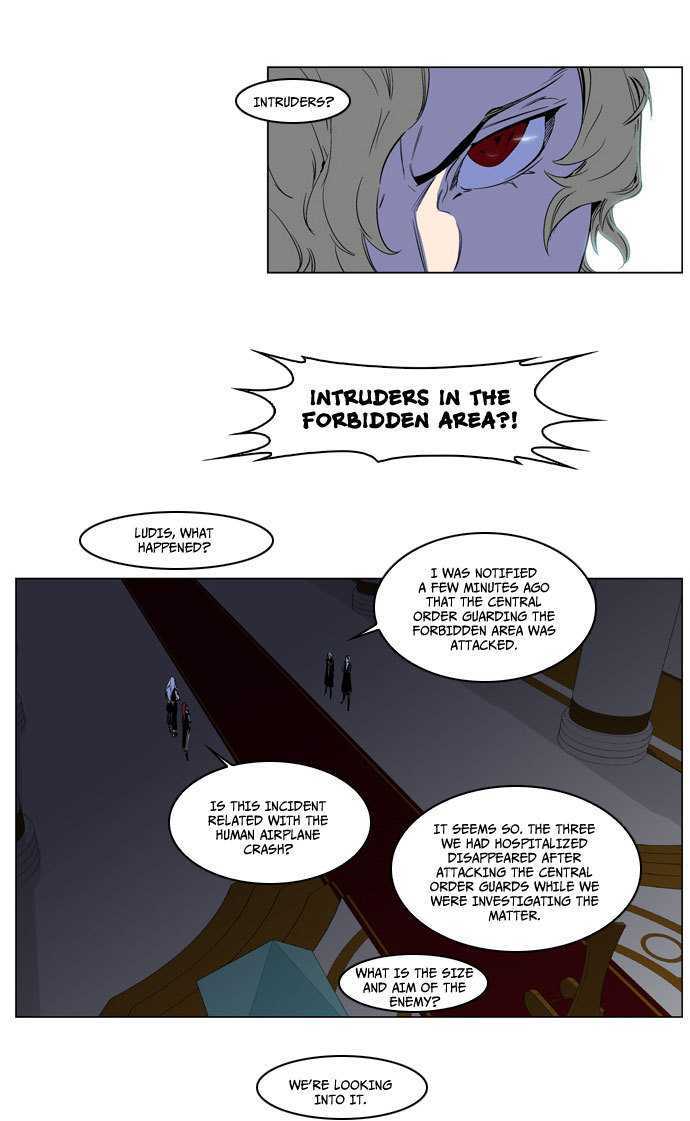 INTRUDERS?
INTRUDERS IN THE
FORBIDDEN AREA?!
LUDIS, WHAT
HAPPENED?
I WAS NOTIFIED
A FEW MINUTES AGO
THAT THE CENTRAL
ORDER GUARDING THE
FORBIDDEN AREA WAS
ATTACKED.
IS THIS INCIDENT
RELATED WITH THE
HUMAN AIRPLANE
CRASH?
IT SEEMS SO. THE THREE
WE HAD HOSPITALIZED
DISAPPEARED AFTER
ATTACKING THE CENTRAL
ORDER GUARDS WHILE WE
WERE INVESTIGATING THE
MATTER.
WHAT IS THE SIZE
AND AIM OF THE
ENEMY?
WE'RE LOOKING
INTO IT.